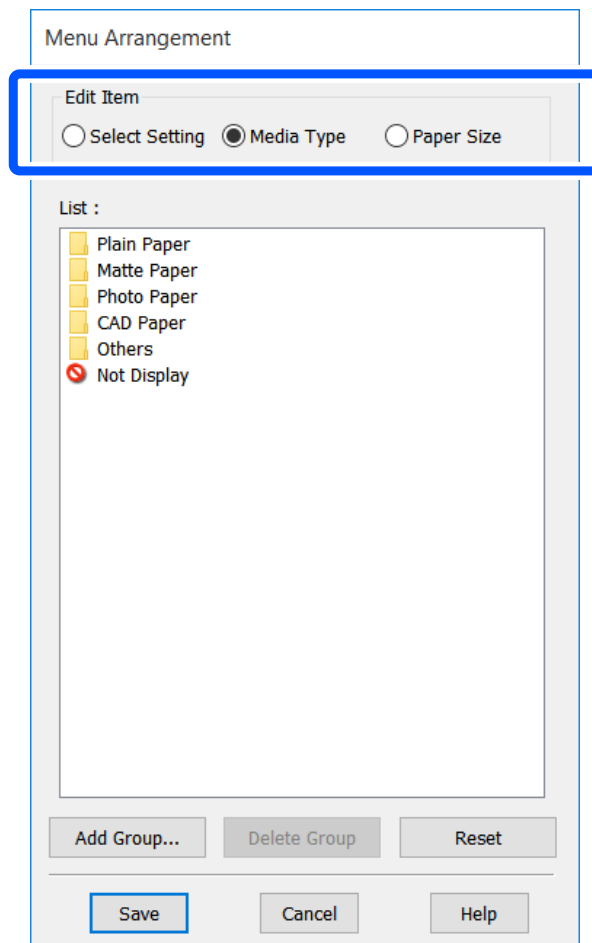 Menu Arrangement
Edit Item
Select Setting Media Type Paper Size
List :
Plain Paper
Matte Paper
Photo Paper
CAD Paper
Others
Not Display
Add Group... Delete Group Reset
Save Cancel Help